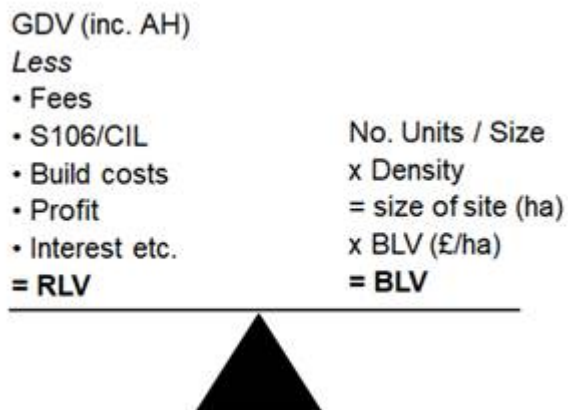 GDV (inc. AH)
Less
• Fees
• S106/CIL
• Build costs
• Profit
• Interest etc.
= RLV
No. Units / Size
x Density
= size of site (ha)
x BLV (£/ha)
= BLV